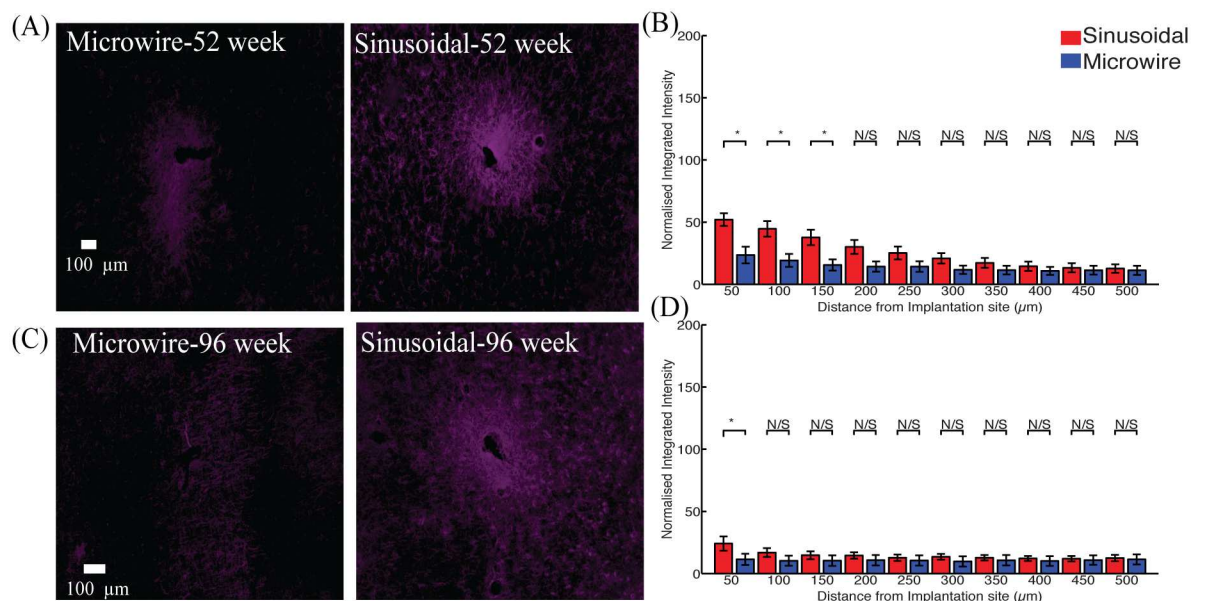 (A)
Microwire-52 week
Sinusoidal-52 week
100 µm
(B)
Sinusoidal
Microwire
Normalised Integrated Intensity
200
150
100
50
0
* * * N/S N/S N/S N/S N/S N/S N/S
50 100 150 200 250 300 350 400 450 500
Distance from Implantation site (µm)
(C)
Microwire-96 week
Sinusoidal-96 week
100 µm
(D)
Normalised Integrated Intensity
200
150
100
50
0
* N/S N/S N/S N/S N/S N/S N/S N/S N/S
50 100 150 200 250 300 350 400 450 500
Distance from Implantation site (µm)